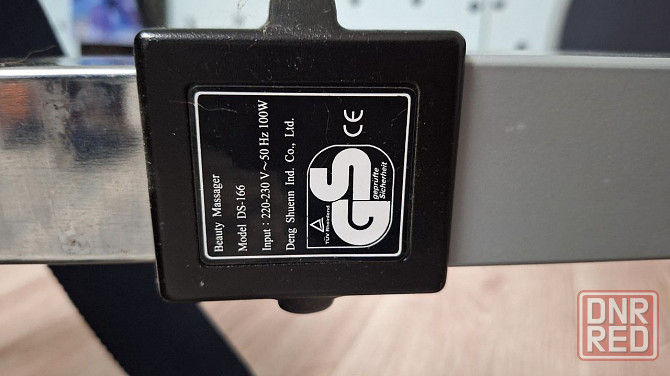 Beauty Massager
Model DS-166
Input : 220-230 V～50 Hz 100W
Deng Shuenn Ind. Co., Ltd.
TÜV Rheinland
GS
geprüfte
Sicherheit
CE
DNR
RED